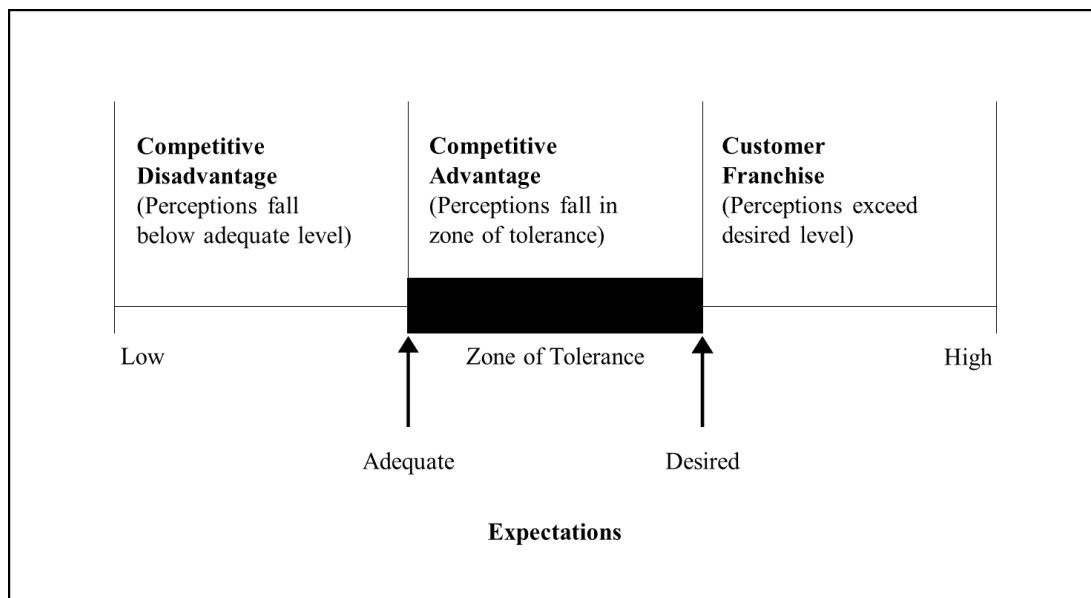 Competitive
Disadvantage
(Perceptions fall
below adequate level)
Competitive
Advantage
(Perceptions fall in
zone of tolerance)
Customer
Franchise
(Perceptions exceed
desired level)
Low
Zone of Tolerance
High
Adequate
Desired
Expectations